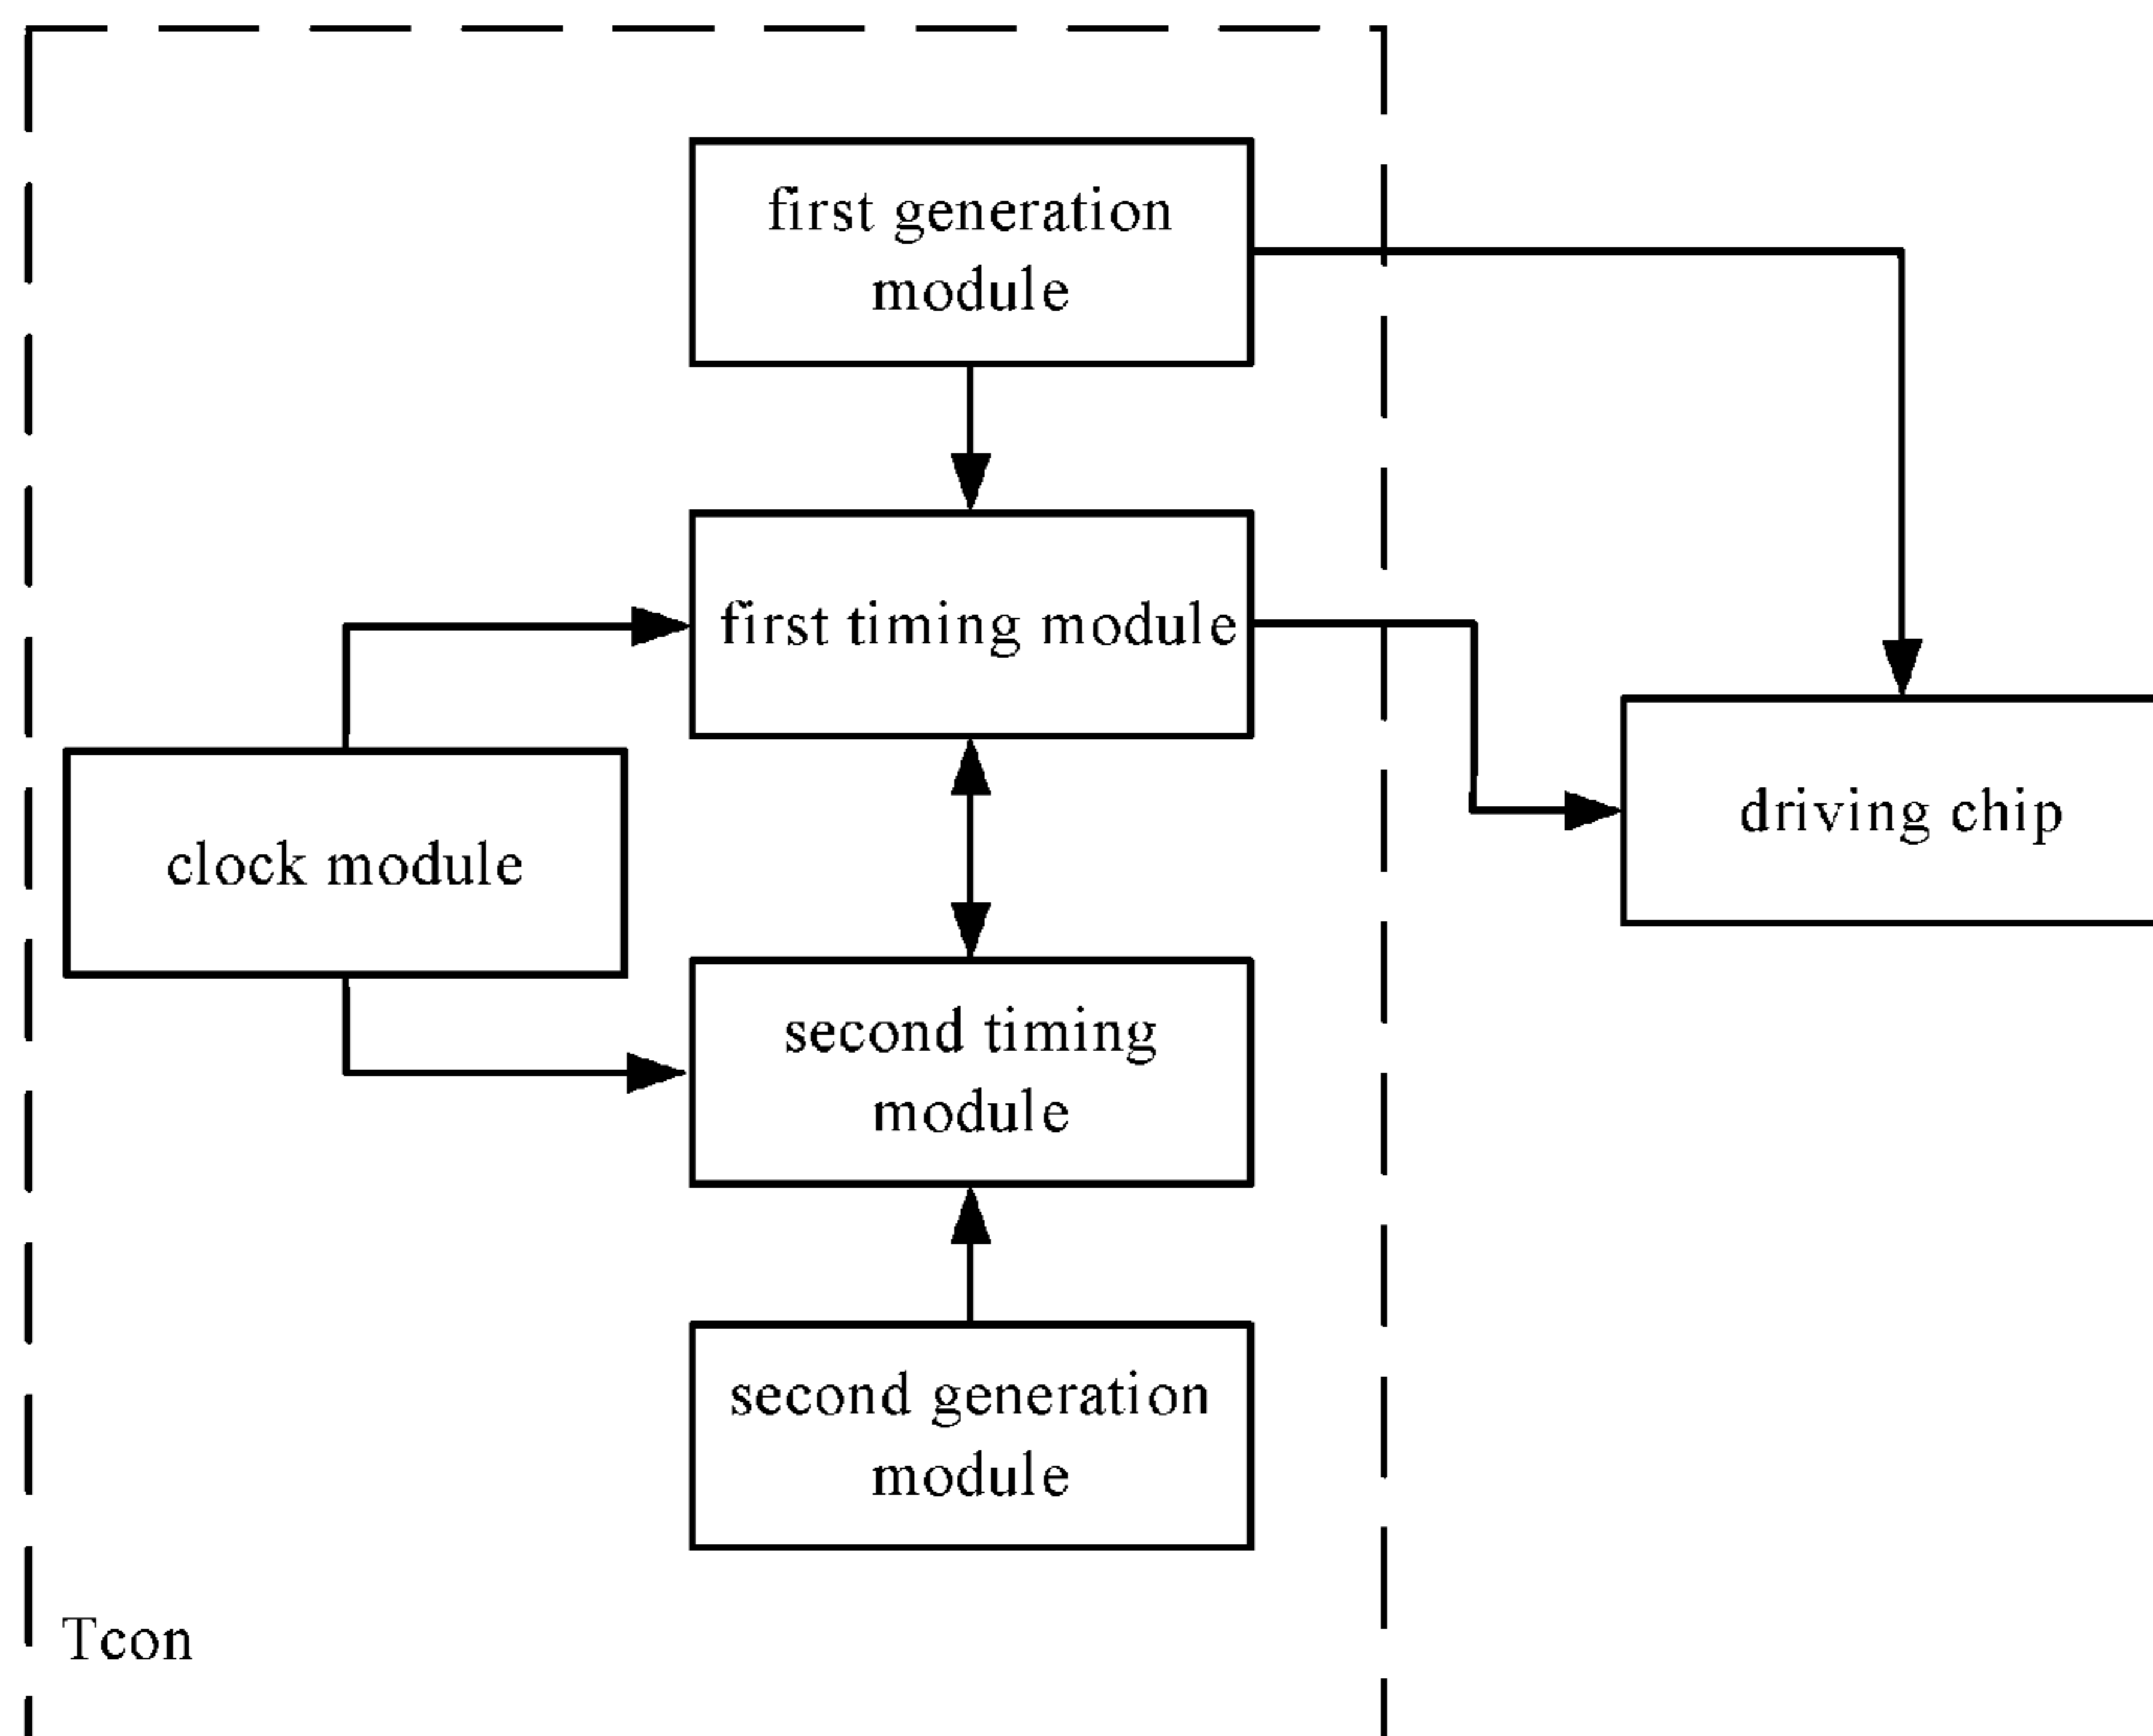 first generation
module
first timing module
driving chip
clock module
second timing
module
second generation
module
Tcon